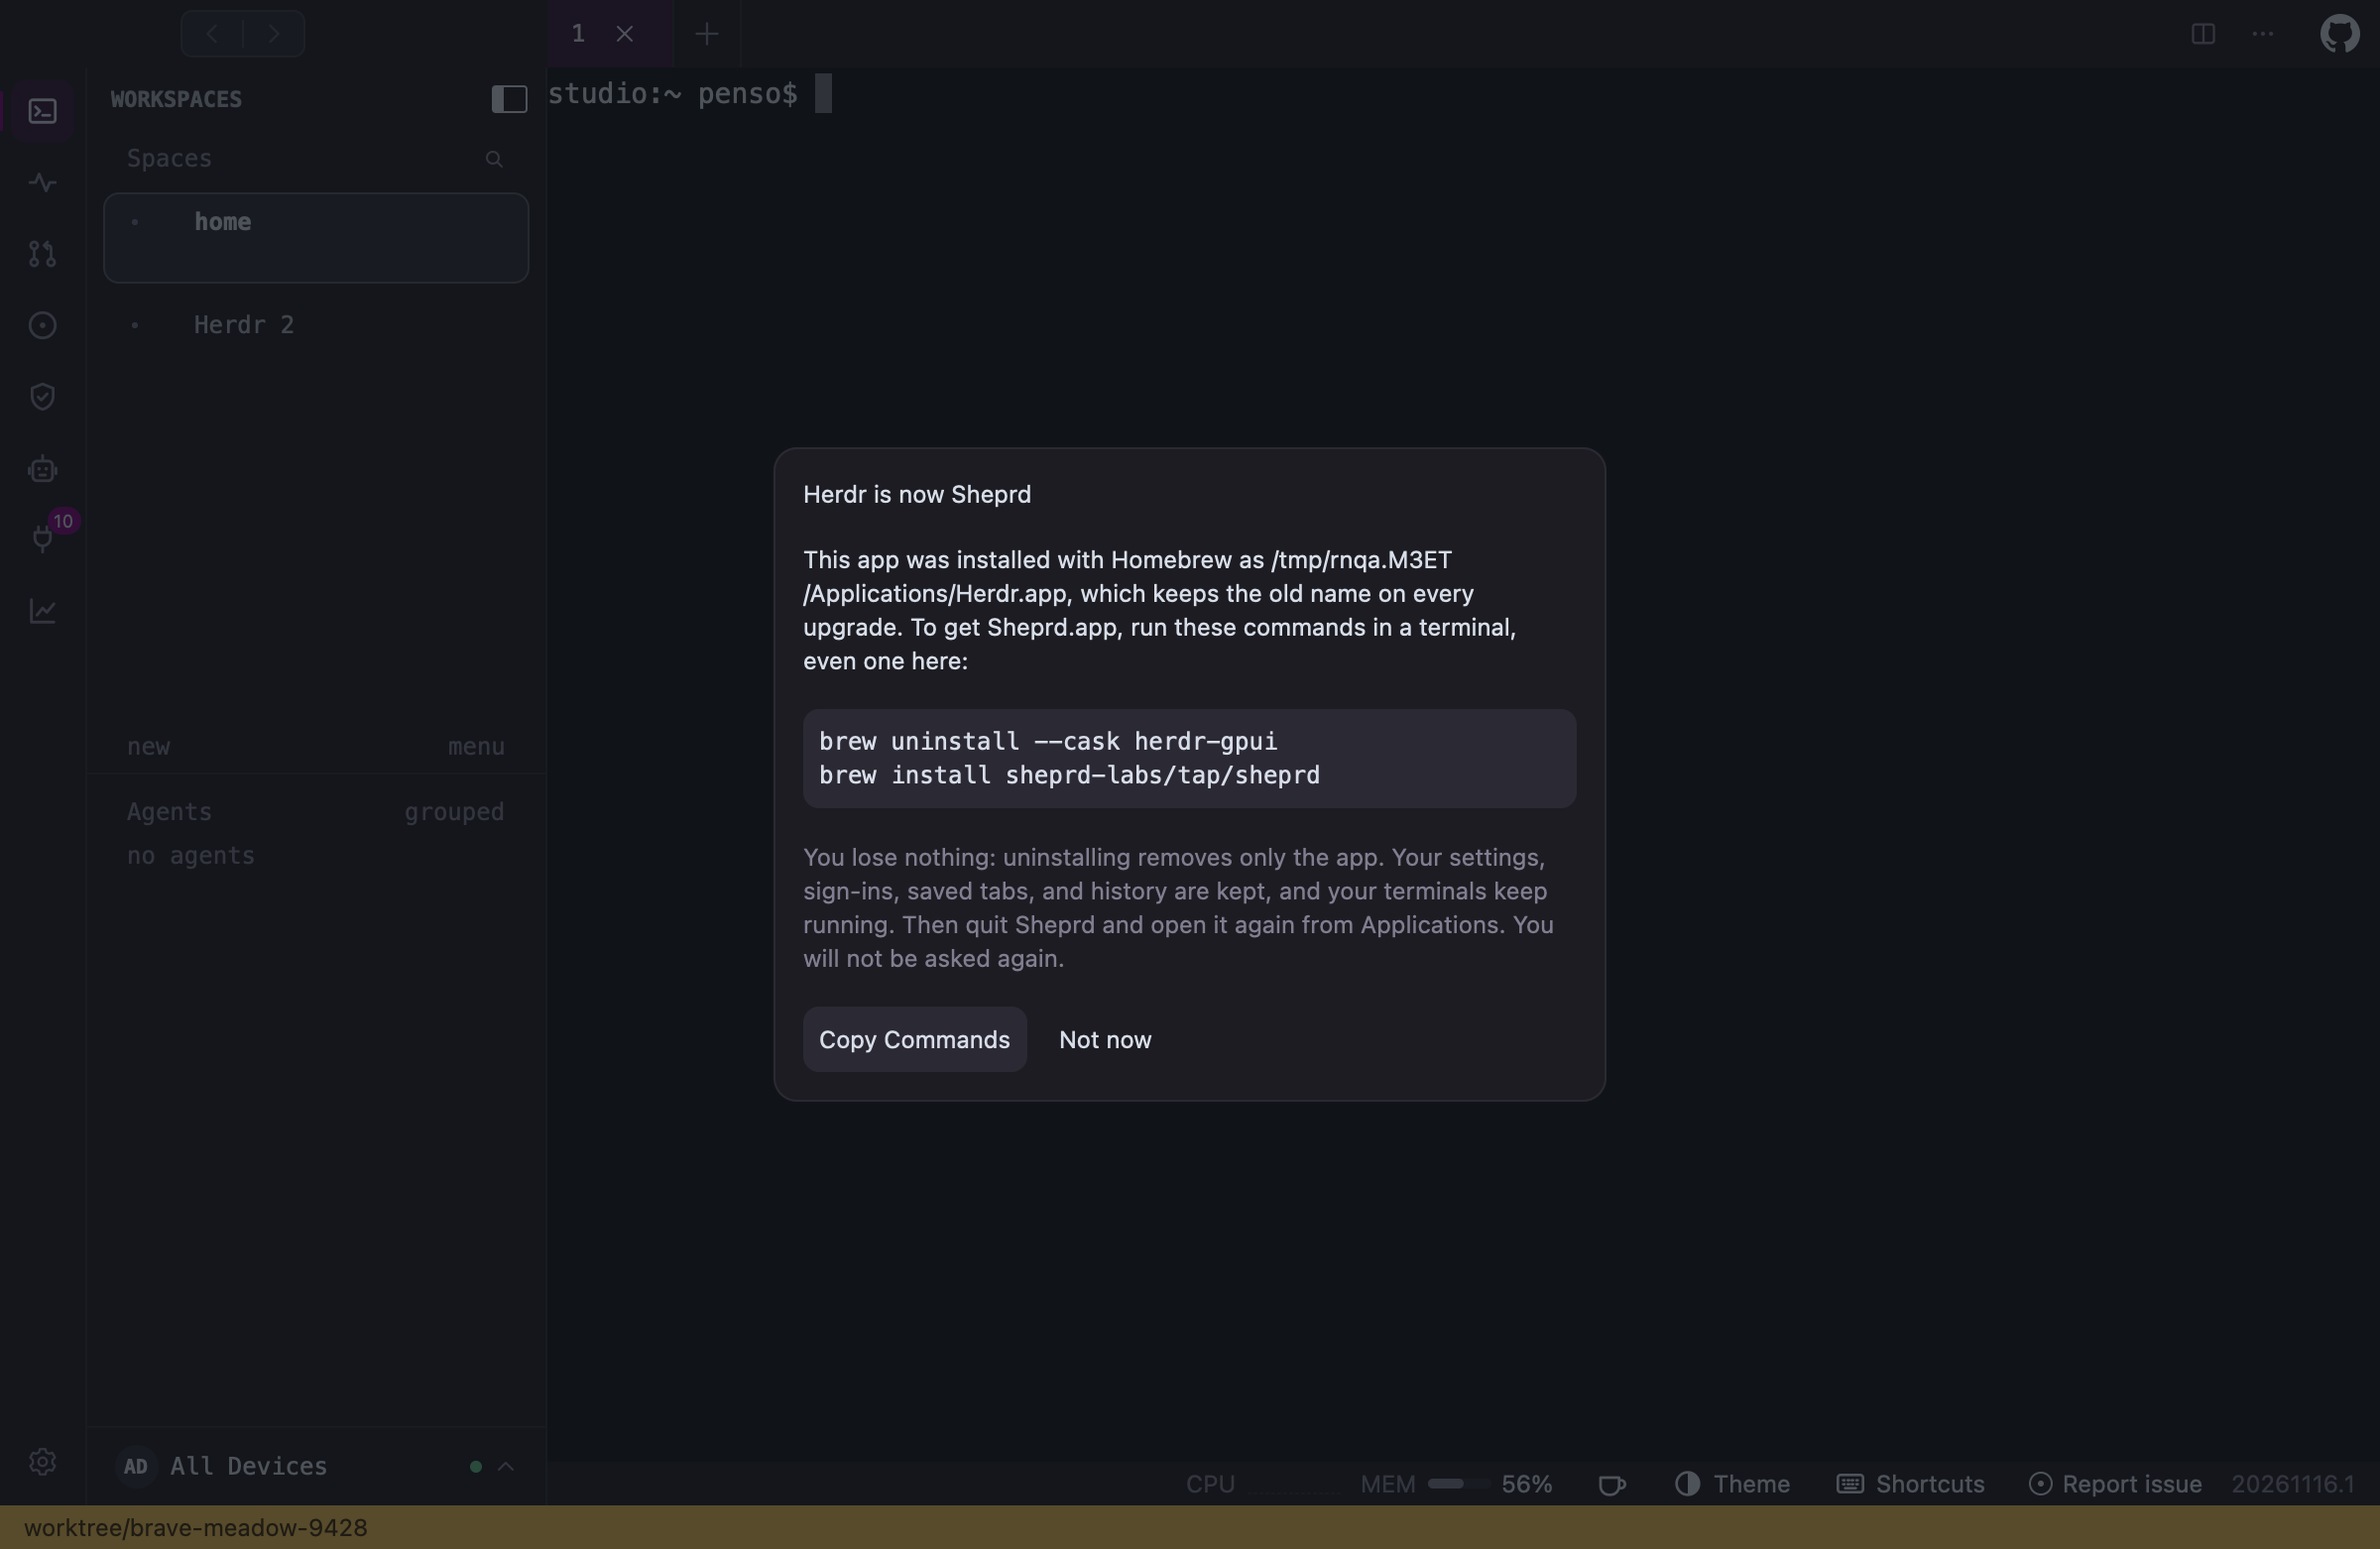 1
WORKSPACES
studio:~ penso$
Spaces
home
Herdr 2
10
new menu
Agents grouped
no agents
Herdr is now Sheprd
This app was installed with Homebrew as /tmp/rnqa.M3ET
/Applications/Herdr.app, which keeps the old name on every
upgrade. To get Sheprd.app, run these commands in a terminal,
even one here:
brew uninstall --cask herdr-gpui
brew install sheprd-labs/tap/sheprd
You lose nothing: uninstalling removes only the app. Your settings,
sign-ins, saved tabs, and history are kept, and your terminals keep
running. Then quit Sheprd and open it again from Applications. You
will not be asked again.
Copy Commands Not now
AD All Devices
CPU MEM 56% Theme Shortcuts Report issue 20261116.1
worktree/brave-meadow-9428